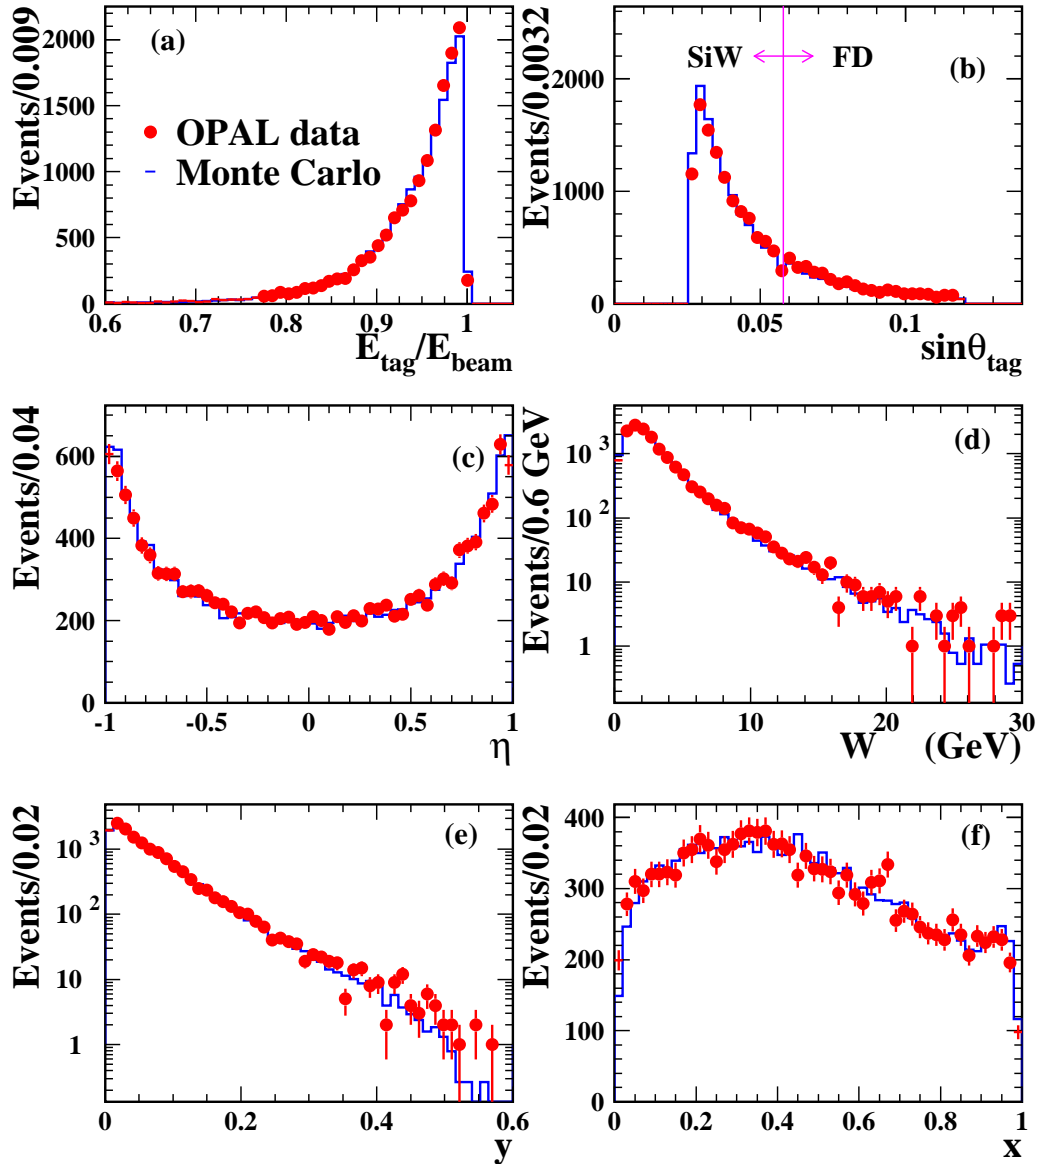 Events/0.009
2000
1500
1000
500
0
(a)
OPAL data
Monte Carlo
0.6 0.7 0.8 0.9 1
E_tag/E_beam
Events/0.0032
2000
1000
0
SiW FD
(b)
0 0.05 0.1
sinθ_tag
Events/0.04
600
400
200
0
(c)
-1 -0.5 0 0.5 1
η
Events/0.6 GeV
10^3
10^2
10
1
(d)
0 10 20 30
W (GeV)
Events/0.02
10^3
10^2
10
1
(e)
0 0.2 0.4 0.6
y
Events/0.02
400
300
200
100
0
(f)
0 0.2 0.4 0.6 0.8 1
x